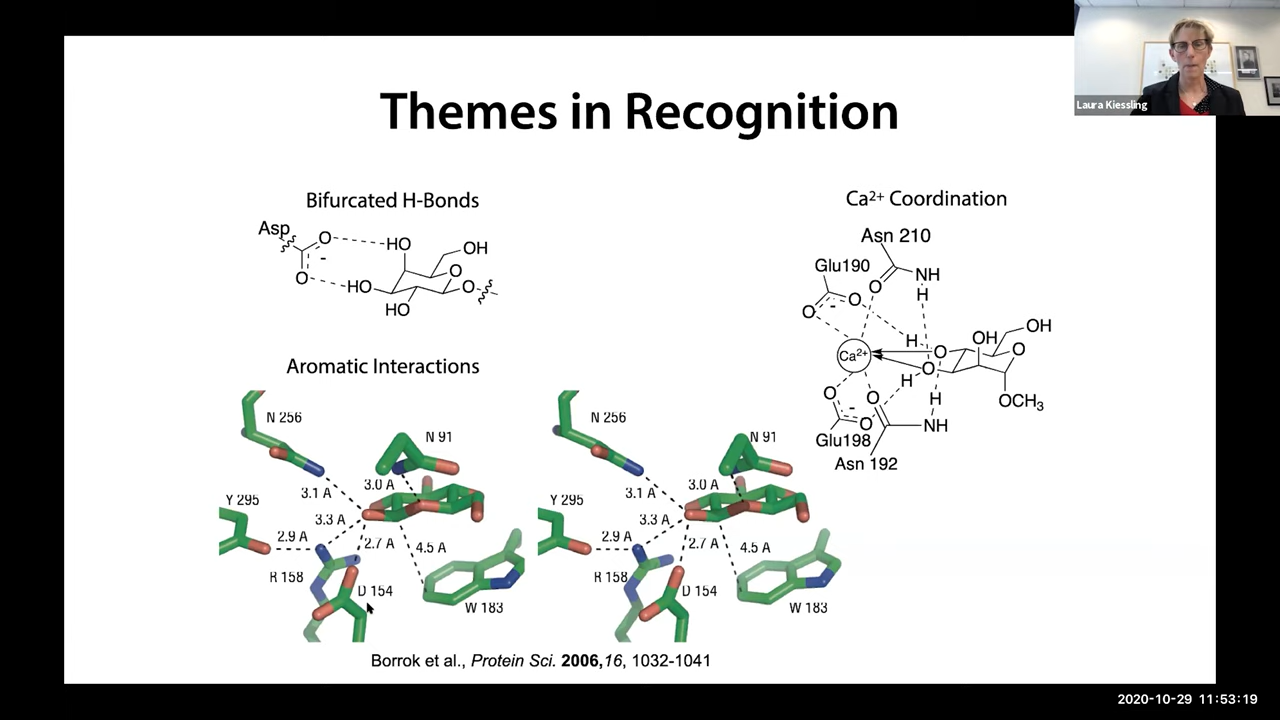 Laura Kiessling
Themes in Recognition
Bifurcated H-Bonds
Asp
O
-
O
HO
HO
HO
OH
O
O
Aromatic Interactions
N 256
N 91
3.0 A
3.1 A
Y 295
3.3 A
2.9 A
2.7 A
4.5 A
R 158
D 154
W 183
N 256
N 91
3.0 A
3.1 A
Y 295
3.3 A
2.9 A
2.7 A
4.5 A
R 158
D 154
W 183
Ca2+ Coordination
Asn 210
Glu190
O
NH
H
O
O
-
H
OH
OH
Ca2+
O
O
O
H
H
O
O
-
O
OCH3
NH
Glu198
Asn 192
Borrok et al., Protein Sci. 2006,16, 1032-1041
2020-10-29 11:53:19